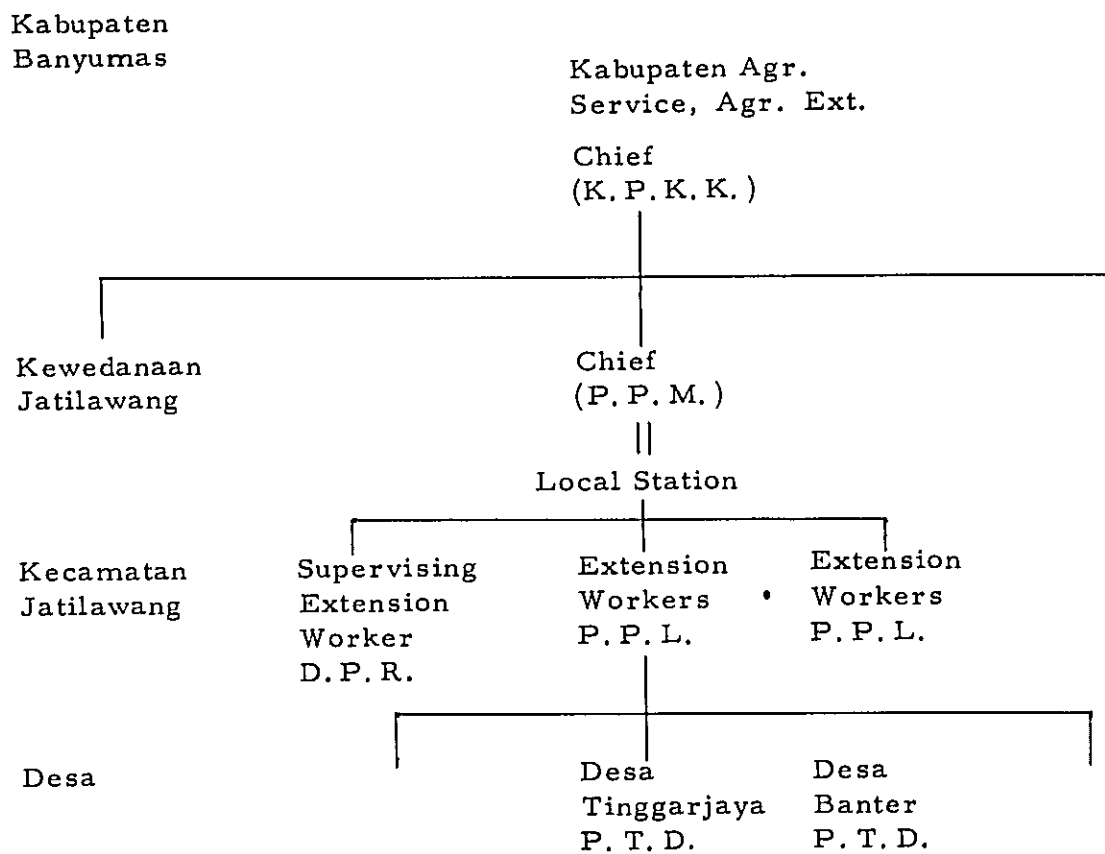 Kabupaten
Banyumas
Kabupaten Agr.
Service, Agr. Ext.
Chief
(K. P. K. K. )
Kewedanaan
Jatilawang
Chief
(P. P. M. )
Local Station
Kecamatan
Jatilawang
Supervising
Extension
Worker
D. P. R.
Extension
Workers
P. P. L.
Extension
Workers
P. P. L.
Desa
Desa
Tinggarjaya
P. T. D.
Desa
Banter
P. T. D.